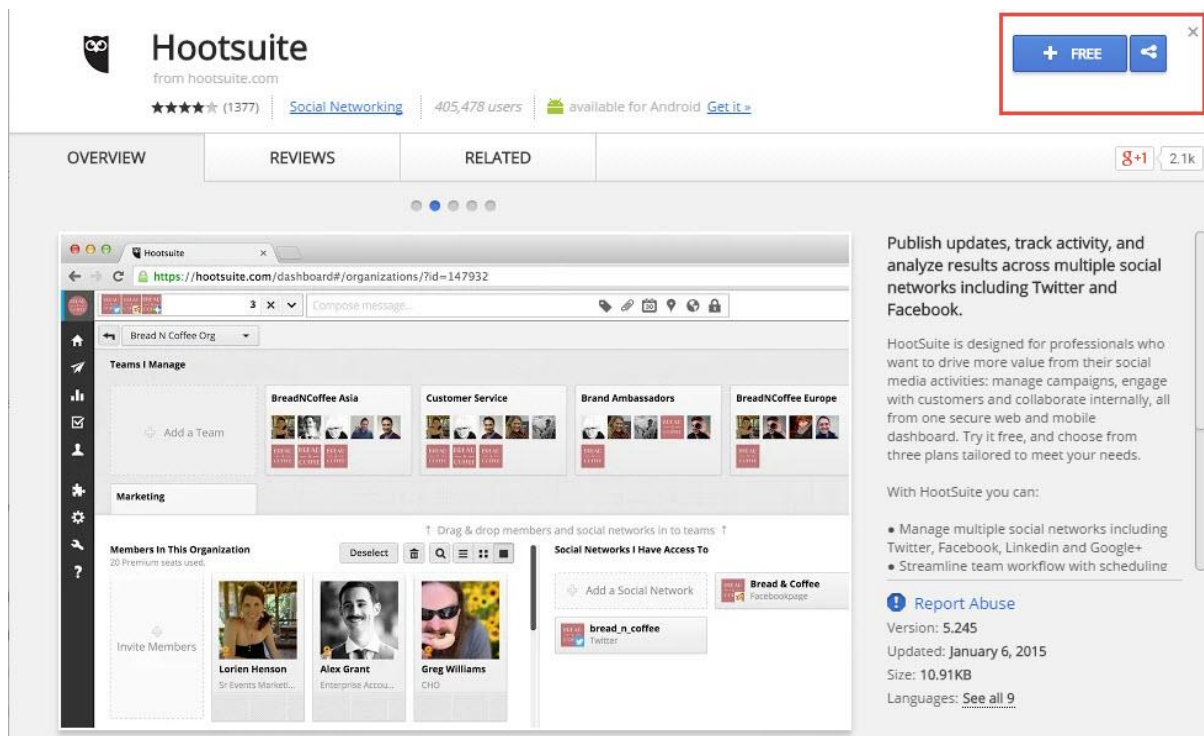 Hootsuite
from hootsuite.com
(1377) Social Networking 405,478 users available for Android Get it »
+ FREE
OVERVIEW REVIEWS RELATED
g+1 2.1k
Hootsuite
https://hootsuite.com/dashboard#/organizations/?id=147932
3 Compose message...
Bread N Coffee Org
Teams I Manage
Add a Team
BreadNCoffee Asia
Customer Service
Brand Ambassadors
BreadNCoffee Europe
Marketing
↑ Drag & drop members and social networks in to teams ↑
Members In This Organization
20 Premium seats used.
Deselect
Invite Members
Lorien Henson
Sr Events Marketi...
Alex Grant
Enterprise Accou...
Greg Williams
CHO
Social Networks I Have Access To
Add a Social Network
Bread & Coffee
Facebookpage
bread_n_coffee
Twitter
Publish updates, track activity, and
analyze results across multiple social
networks including Twitter and
Facebook.
HootSuite is designed for professionals who
want to drive more value from their social
media activities: manage campaigns, engage
with customers and collaborate internally, all
from one secure web and mobile
dashboard. Try it free, and choose from
three plans tailored to meet your needs.
With HootSuite you can:
● Manage multiple social networks including
Twitter, Facebook, Linkedin and Google+
● Streamline team workflow with scheduling
Report Abuse
Version: 5.245
Updated: January 6, 2015
Size: 10.91KB
Languages: See all 9